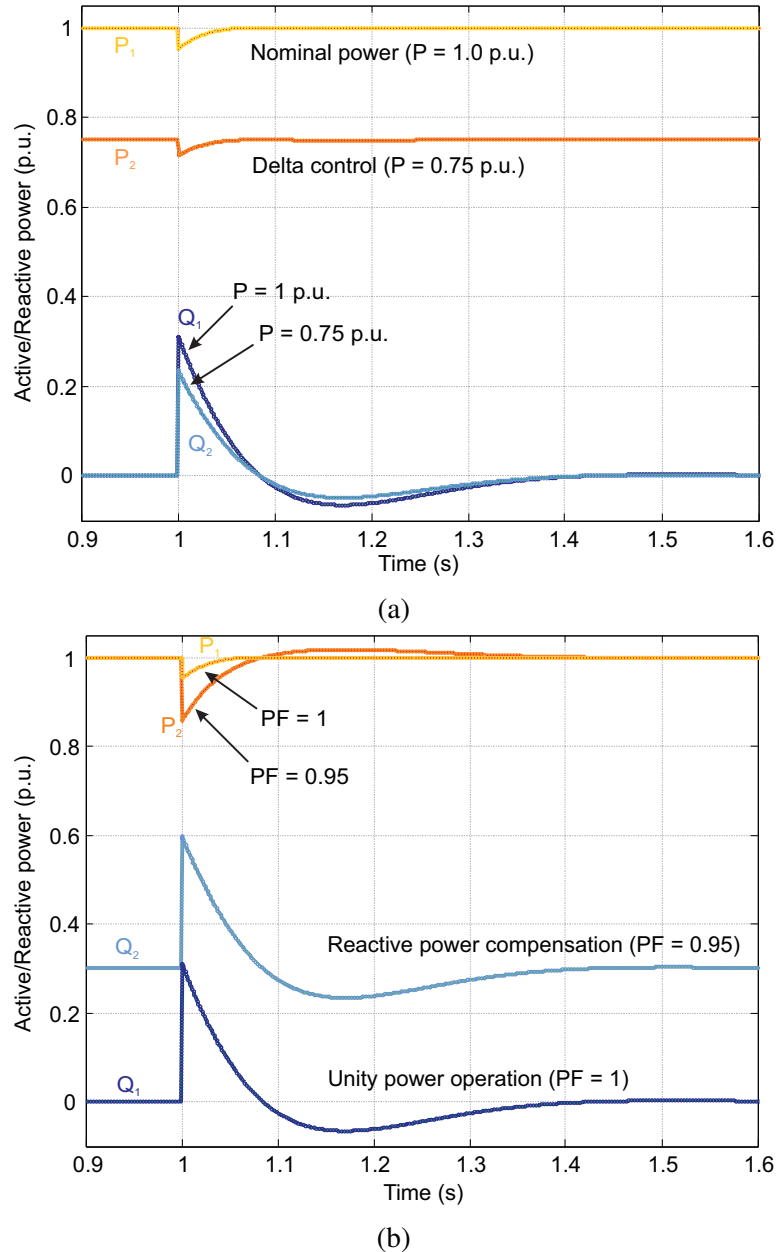 P₁
Nominal power (P = 1.0 p.u.)
P₂
Delta control (P = 0.75 p.u.)
P = 1 p.u.
Q₁
P = 0.75 p.u.
Q₂
Active/Reactive power (p.u.)
1
0.8
0.6
0.4
0.2
0
0.9 1 1.1 1.2 1.3 1.4 1.5 1.6
Time (s)
(a)
P₁
PF = 1
P₂
PF = 0.95
Q₂
Reactive power compensation (PF = 0.95)
Q₁
Unity power operation (PF = 1)
Active/Reactive power (p.u.)
1
0.8
0.6
0.4
0.2
0
0.9 1 1.1 1.2 1.3 1.4 1.5 1.6
Time (s)
(b)